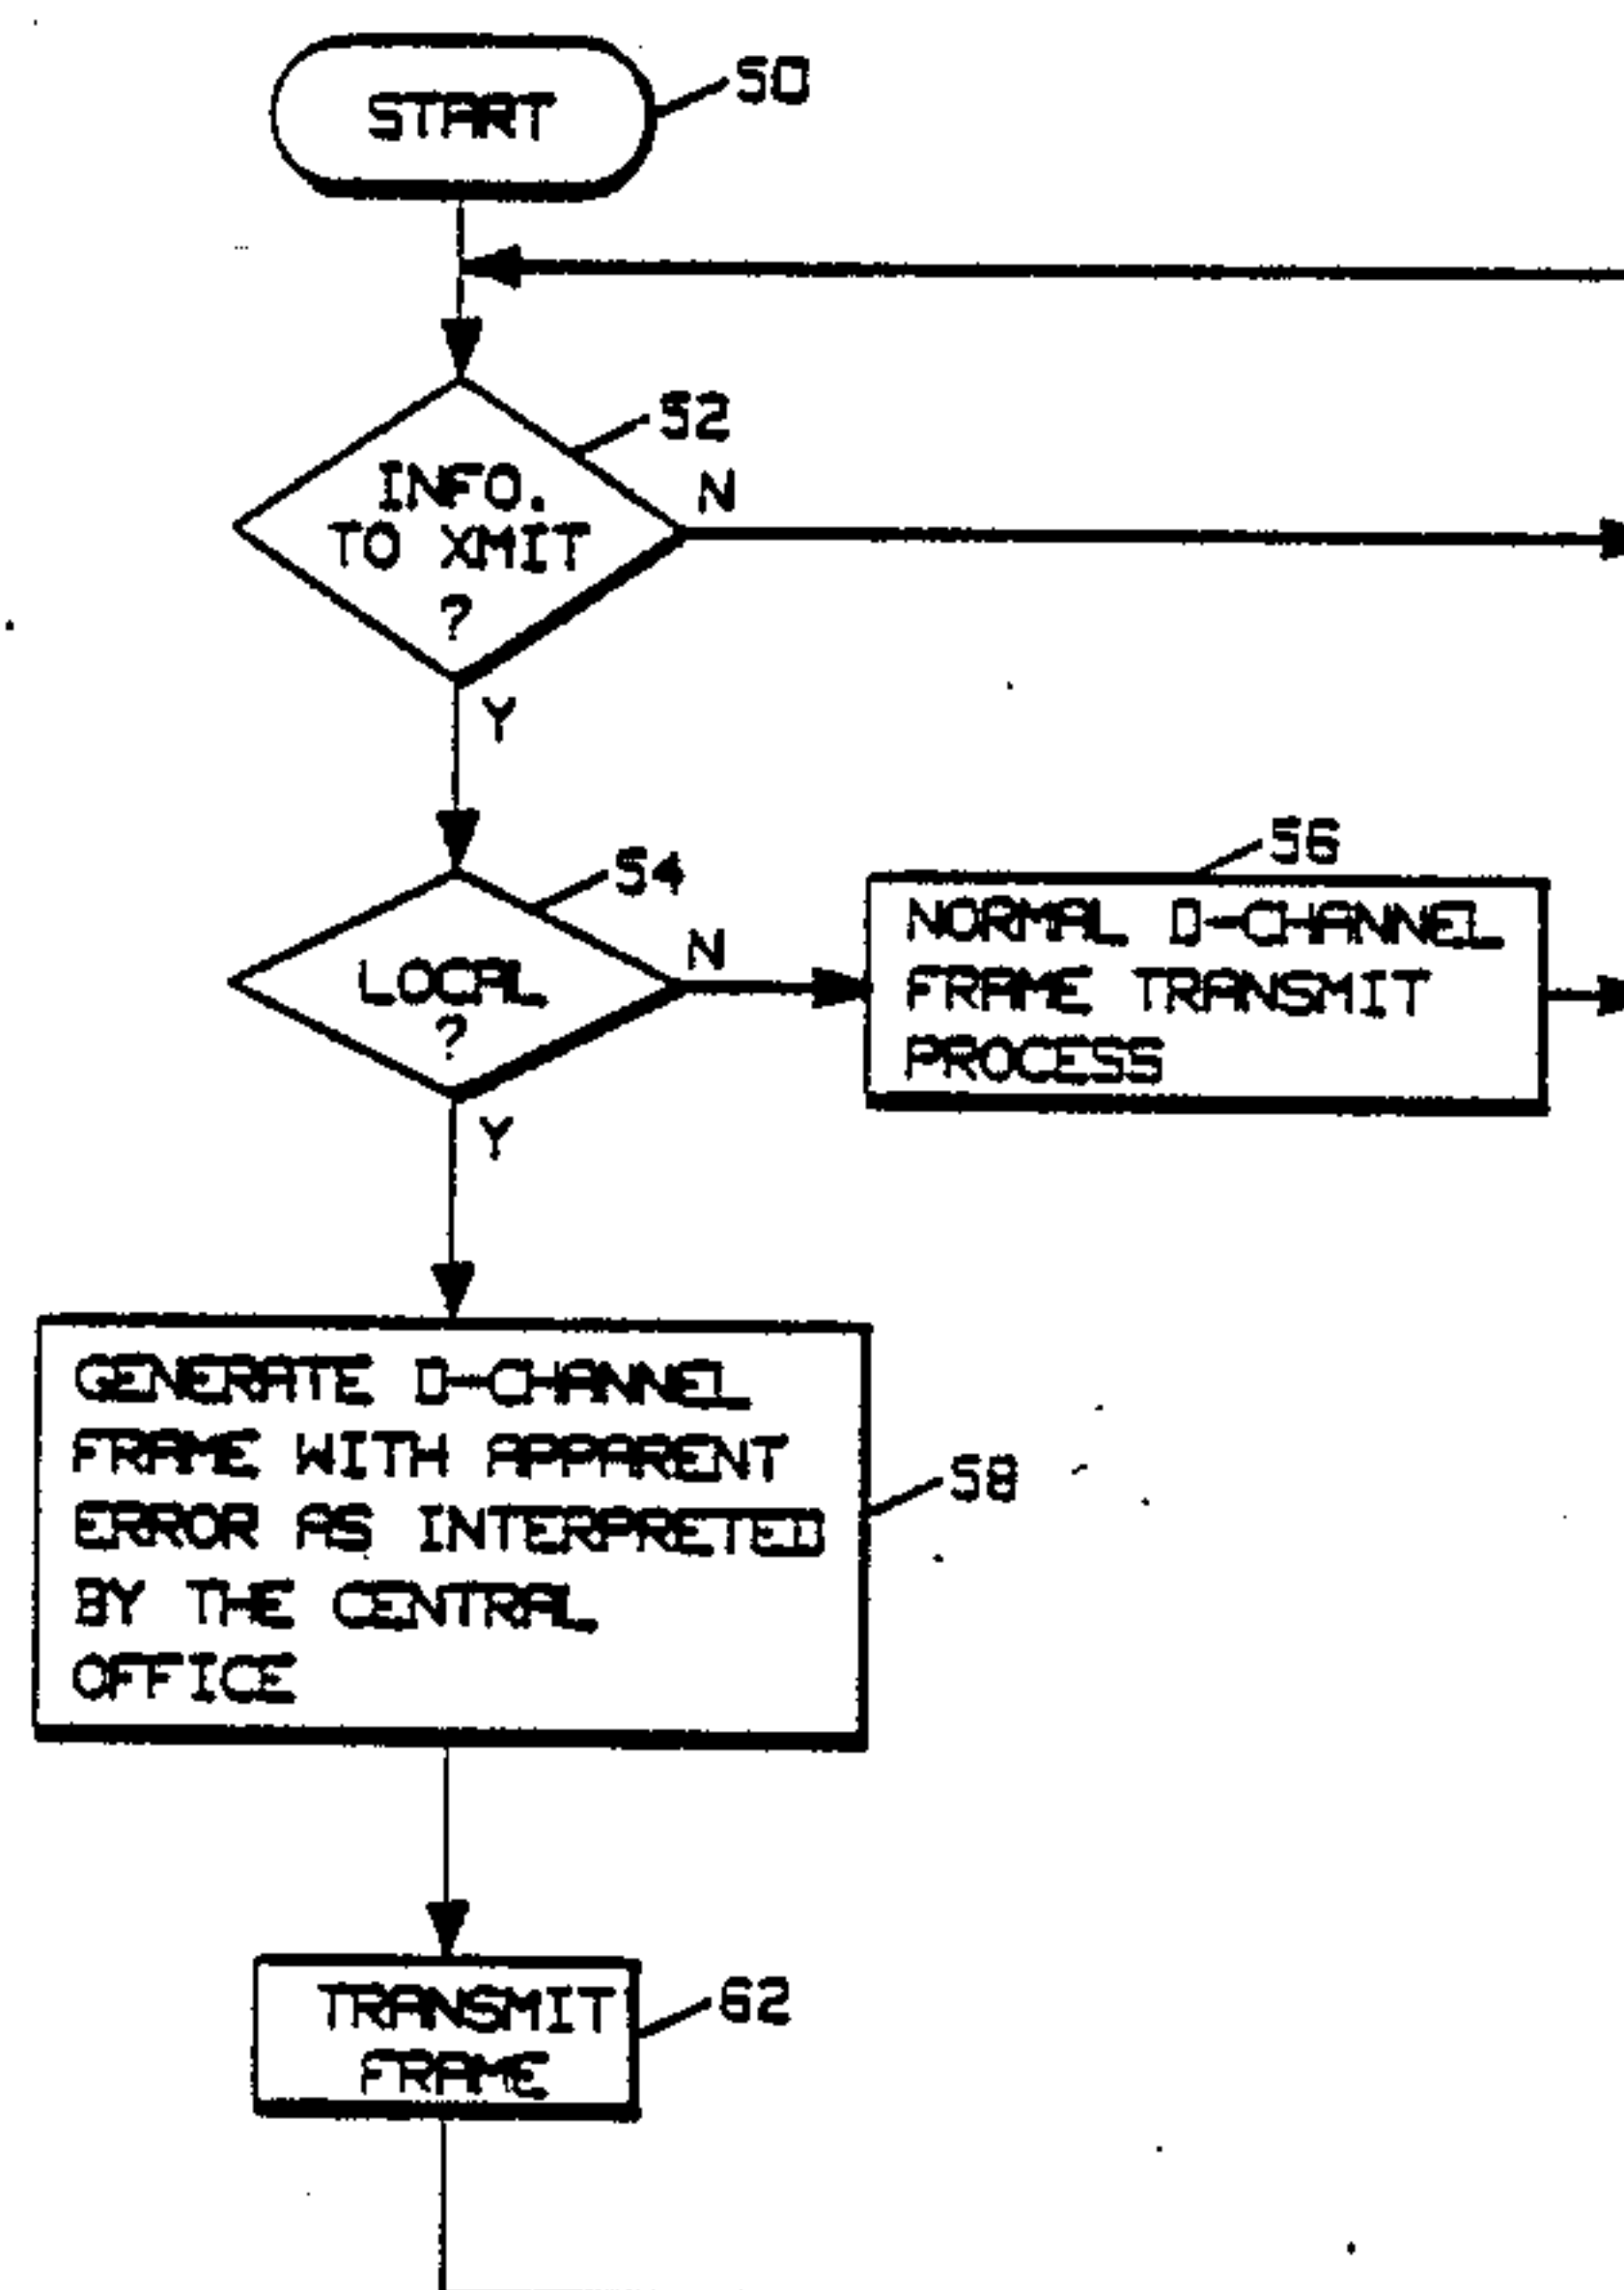 START
50
52
INFO.
TO XMIT
?
N
Y
54
LOCAL
?
N
Y
56
NORMAL D-CHANNEL
FRAME TRANSMIT
PROCESS
GENERATE D-CHANNEL
FRAME WITH APPARENT
ERROR AS INTERPRETED
BY THE CENTRAL
OFFICE
58
TRANSMIT
FRAME
62